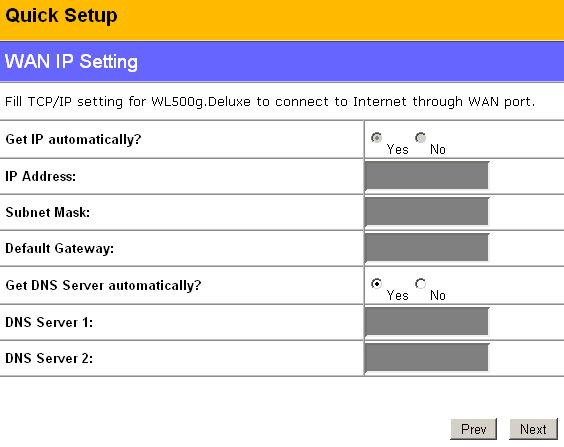 Quick Setup
WAN IP Setting
Fill TCP/IP setting for WL500g.Deluxe to connect to Internet through WAN port.
Get IP automatically? Yes No
IP Address:
Subnet Mask:
Default Gateway:
Get DNS Server automatically? Yes No
DNS Server 1:
DNS Server 2:
Prev Next